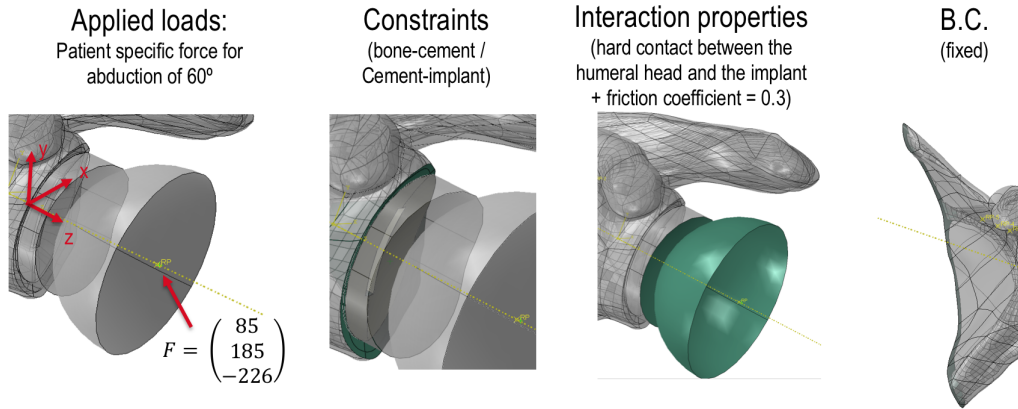 Applied loads:
Patient specific force for
abduction of 60º
Constraints
(bone-cement /
Cement-implant)
Interaction properties
(hard contact between the
humeral head and the implant
+ friction coefficient = 0.3)
B.C.
(fixed)
y
x
z
RP
F = ( 85
185
−226 )
RP